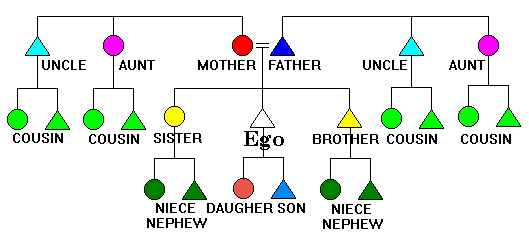 UNCLE AUNT MOTHER FATHER UNCLE AUNT
COUSIN COUSIN SISTER Ego BROTHER COUSIN COUSIN
NIECE DAUGHER SON NIECE
NEPHEW NEPHEW